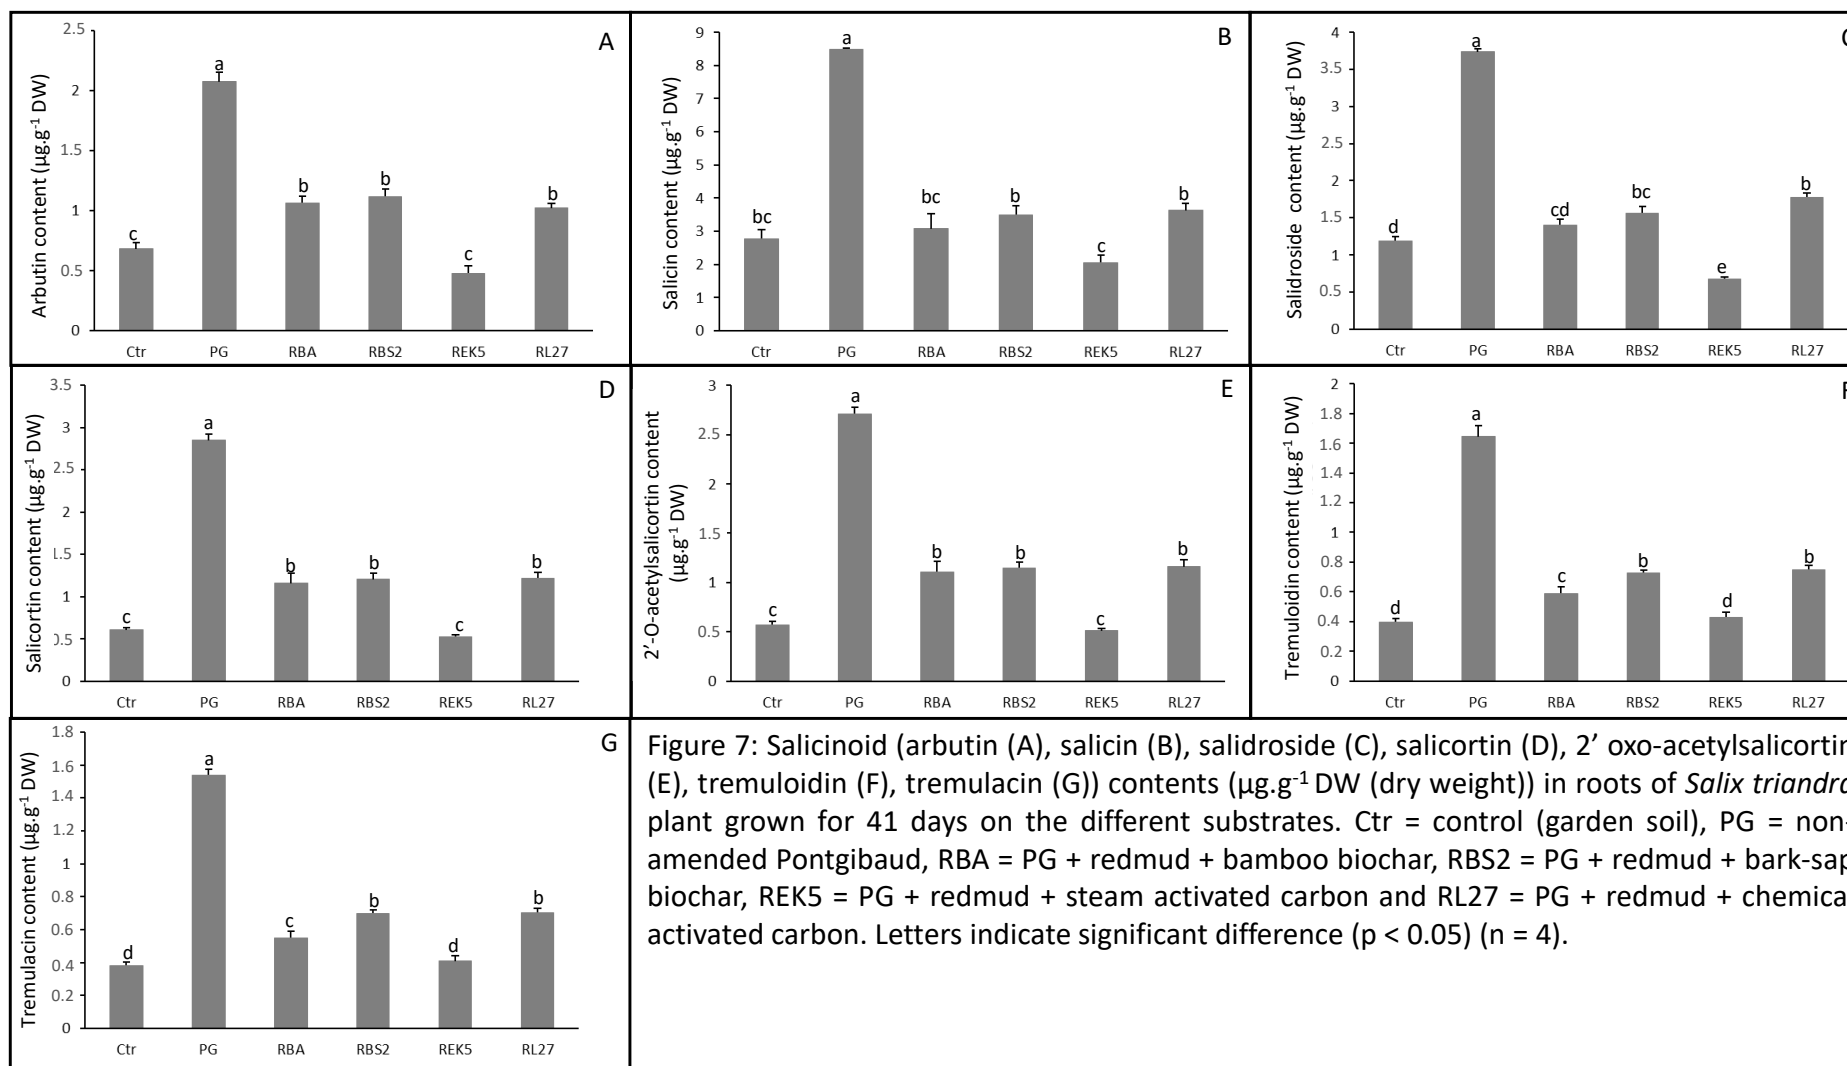 A
Arbutin content (µg.g-1 DW)
2.5
2
1.5
1
0.5
0
c
a
b
b
c
b
Ctr PG RBA RBS2 REK5 RL27
B
Salicin content (µg.g-1 DW)
9
8
7
6
5
4
3
2
1
0
bc
a
bc
b
c
b
Ctr PG RBA RBS2 REK5 RL27
Salidroside content (µg.g-1 DW)
4
3.5
3
2.5
2
1.5
1
0.5
0
d
a
cd
bc
e
b
Ctr PG RBA RBS2 REK5 RL27
D
Salicortin content (µg.g-1 DW)
3.5
3
2.5
2
1.5
1
0.5
0
c
a
b
b
c
b
Ctr PG RBA RBS2 REK5 RL27
E
2'-O-acetylsalicortin content
(µg.g-1 DW)
3
2.5
2
1.5
1
0.5
0
c
a
b
b
c
b
Ctr PG RBA RBS2 REK5 RL27
Tremuloidin content (µg.g-1 DW)
2
1.8
1.6
1.4
1.2
1
0.8
0.6
0.4
0.2
0
d
a
c
b
d
b
Ctr PG RBA RBS2 REK5 RL27
G
Tremulacin content (µg.g-1 DW)
1.8
1.6
1.4
1.2
1
0.8
0.6
0.4
0.2
0
d
a
c
b
d
b
Ctr PG RBA RBS2 REK5 RL27
Figure 7: Salicinoid (arbutin (A), salicin (B), salidroside (C), salicortin (D), 2' oxo-acetylsalicortin
(E), tremuloidin (F), tremulacin (G)) contents (µg.g-1 DW (dry weight)) in roots of Salix triandra
plant grown for 41 days on the different substrates. Ctr = control (garden soil), PG = non-
amended Pontgibaud, RBA = PG + redmud + bamboo biochar, RBS2 = PG + redmud + bark-sap
biochar, REK5 = PG + redmud + steam activated carbon and RL27 = PG + redmud + chemical
activated carbon. Letters indicate significant difference (p < 0.05) (n = 4).